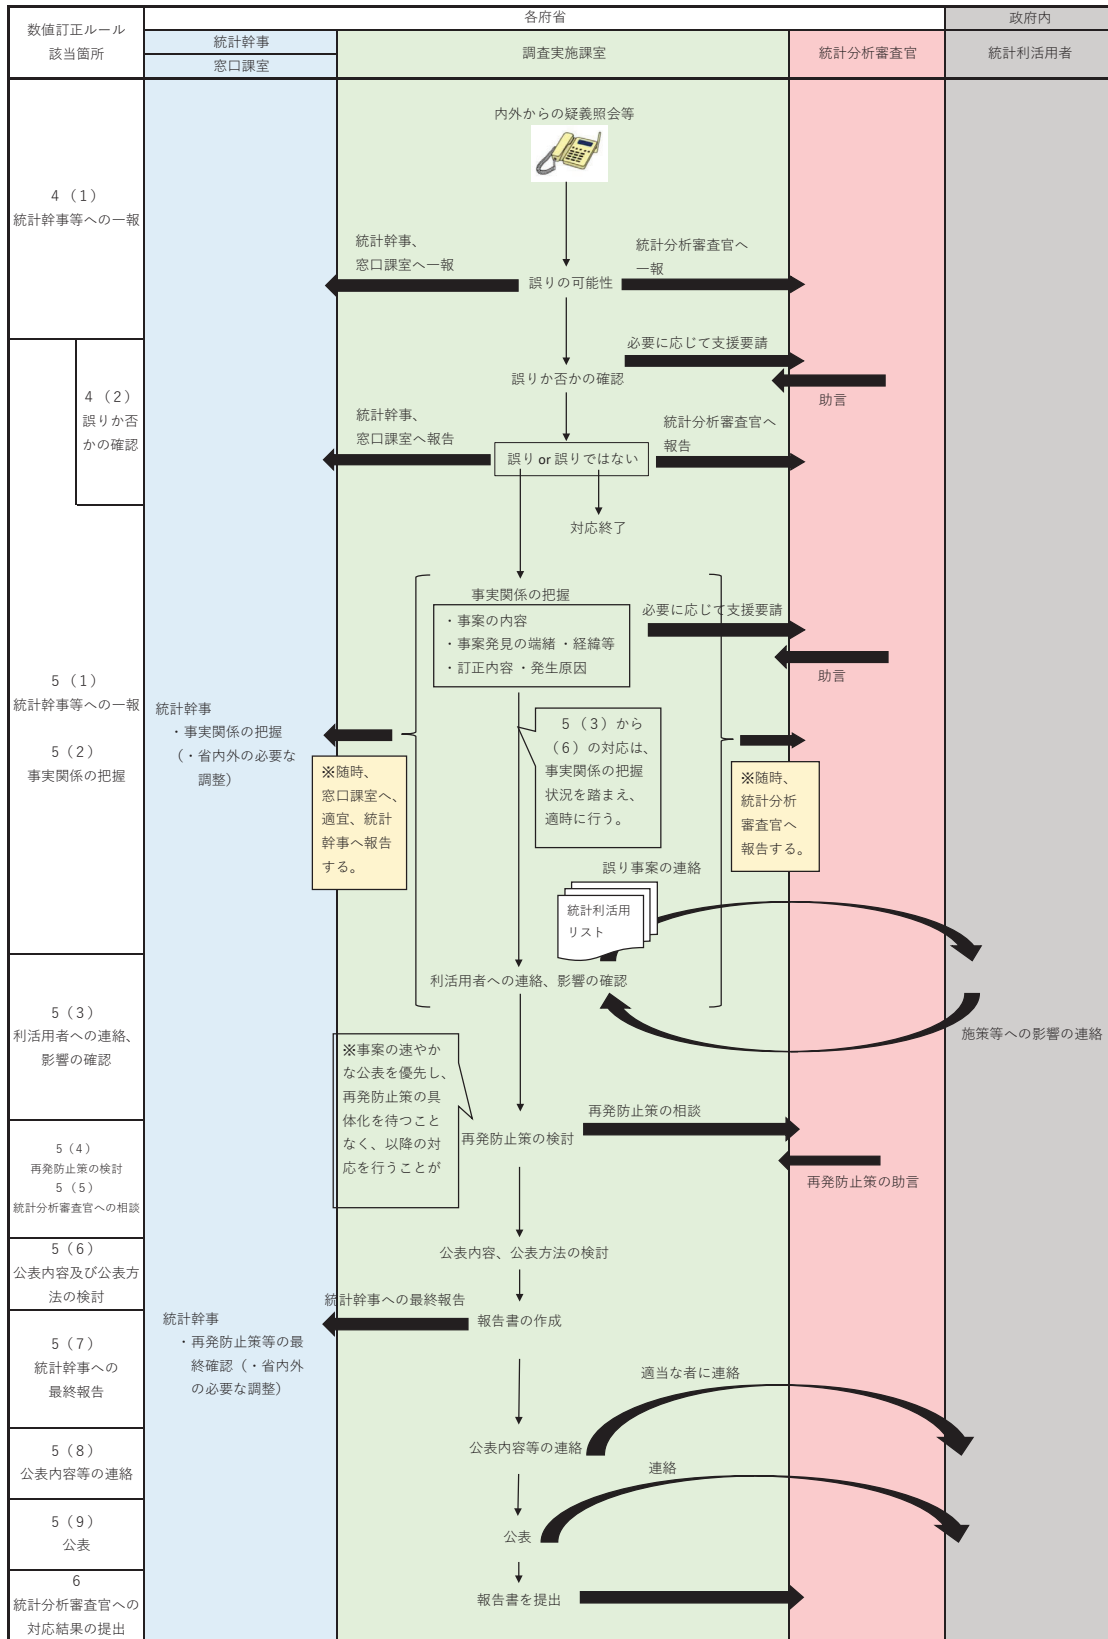 数値訂正ルール
該当箇所
各府省
政府内
統計幹事
窓口課室
調査実施課室
統計分析審査官
統計利活用者
4（1）
統計幹事等への一報
内外からの疑義照会等
統計幹事、
窓口課室へ一報
統計分析審査官へ
一報
誤りの可能性
4（2）
誤りか否
かの確認
必要に応じて支援要請
誤りか否かの確認
助言
統計幹事、
窓口課室へ報告
統計分析審査官へ
報告
誤り or 誤りではない
対応終了
5（1）
統計幹事等への一報
5（2）
事実関係の把握
事実関係の把握
・事案の内容
・事案発見の端緒・経緯等
・訂正内容・発生原因
必要に応じて支援要請
助言
統計幹事
・事実関係の把握
（・省内外の必要な
調整）
※随時、
窓口課室へ、
適宜、統計
幹事へ報告
する。
5（3）から
（6）の対応は、
事実関係の把握
状況を踏まえ、
適時に行う。
※随時、
統計分析
審査官へ
報告する。
誤り事案の連絡
統計利活用
リスト
利活用者への連絡、影響の確認
5（3）
利活用者への連絡、
影響の確認
施策等への影響の連絡
※事案の速やか
な公表を優先し、
再発防止策の具
体化を待つこと
なく、以降の対
応を行うことが
再発防止策の検討
再発防止策の相談
再発防止策の助言
5（4）
再発防止策の検討
5（5）
統計分析審査官への相談
5（6）
公表内容及び公表方
法の検討
公表内容、公表方法の検討
統計幹事への最終報告
報告書の作成
統計幹事
・再発防止策等の最
終確認（・省内外
の必要な調整）
5（7）
統計幹事への
最終報告
適当な者に連絡
公表内容等の連絡
5（8）
公表内容等の連絡
連絡
公表
5（9）
公表
報告書を提出
6
統計分析審査官への
対応結果の提出